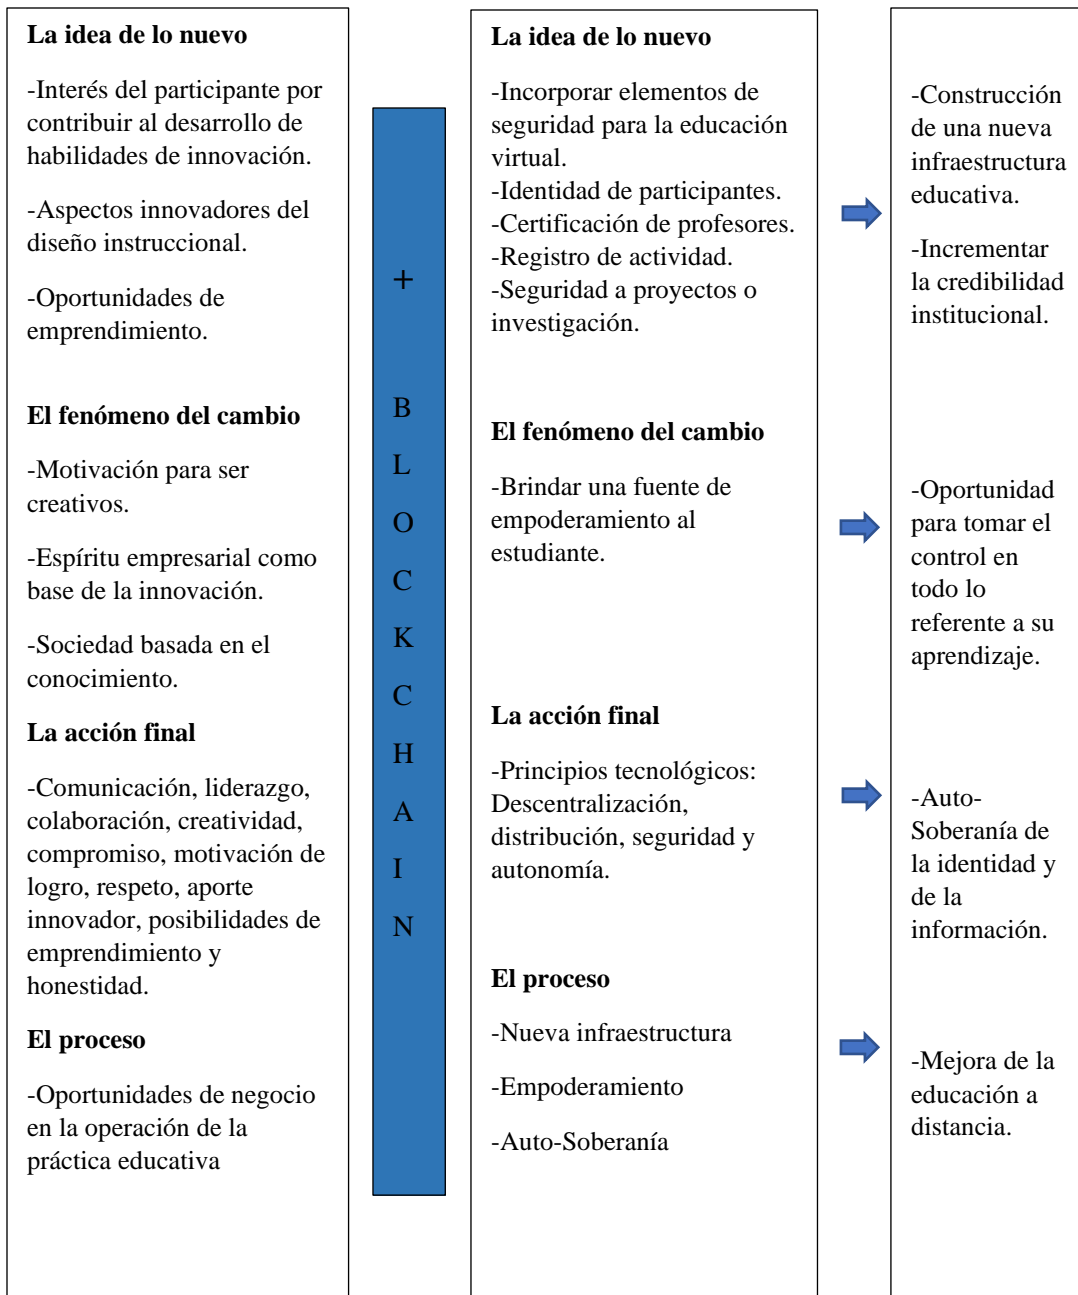 La idea de lo nuevo
-Interés del participante por
contribuir al desarrollo de
habilidades de innovación.
-Aspectos innovadores del
diseño instruccional.
-Oportunidades de
emprendimiento.
El fenómeno del cambio
-Motivación para ser
creativos.
-Espíritu empresarial como
base de la innovación.
-Sociedad basada en el
conocimiento.
La acción final
-Comunicación, liderazgo,
colaboración, creatividad,
compromiso, motivación de
logro, respeto, aporte
innovador, posibilidades de
emprendimiento y
honestidad.
El proceso
-Oportunidades de negocio
en la operación de la
práctica educativa
+
B
L
O
C
K
C
H
A
I
N
La idea de lo nuevo
-Incorporar elementos de
seguridad para la educación
virtual.
-Identidad de participantes.
-Certificación de profesores.
-Registro de actividad.
-Seguridad a proyectos o
investigación.
El fenómeno del cambio
-Brindar una fuente de
empoderamiento al
estudiante.
La acción final
-Principios tecnológicos:
Descentralización,
distribución, seguridad y
autonomía.
El proceso
-Nueva infraestructura
-Empoderamiento
-Auto-Soberanía
-Construcción
de una nueva
infraestructura
educativa.
-Incrementar
la credibilidad
institucional.
-Oportunidad
para tomar el
control en
todo lo
referente a su
aprendizaje.
-Auto-
Soberanía de
la identidad y
de la
información.
-Mejora de la
educación a
distancia.